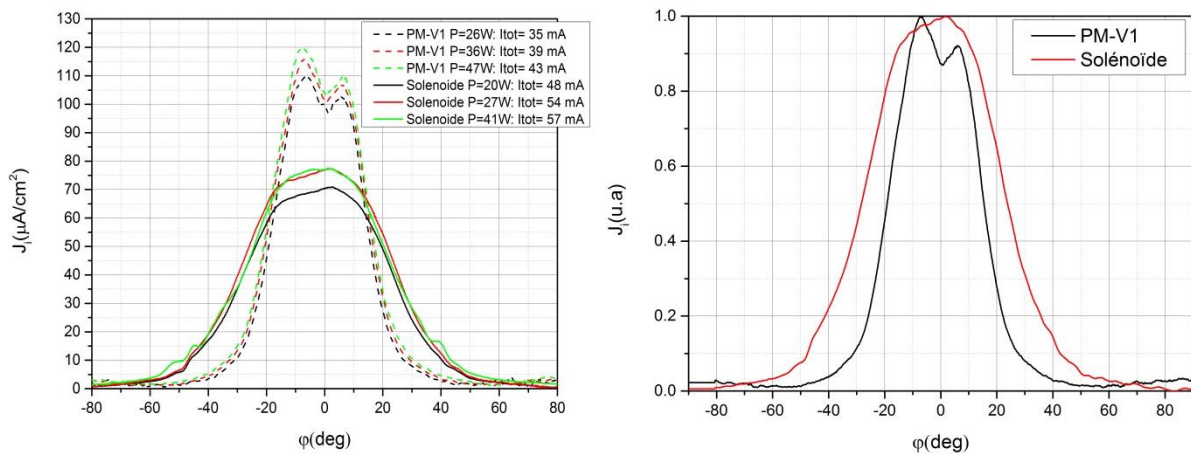 130
120
110
100
90
80
70
60
50
40
30
20
10
0
J_i(μA/cm²)
PM-V1 P=26W: Itot= 35 mA
PM-V1 P=36W: Itot= 39 mA
PM-V1 P=47W: Itot= 43 mA
Solenoide P=20W: Itot= 48 mA
Solenoide P=27W: Itot= 54 mA
Solenoide P=41W: Itot= 57 mA
-80 -60 -40 -20 0 20 40 60 80
φ(deg)
1.0
0.8
0.6
0.4
0.2
0.0
J_i(u.a)
PM-V1
Solénoïde
-80 -60 -40 -20 0 20 40 60 80
φ(deg)